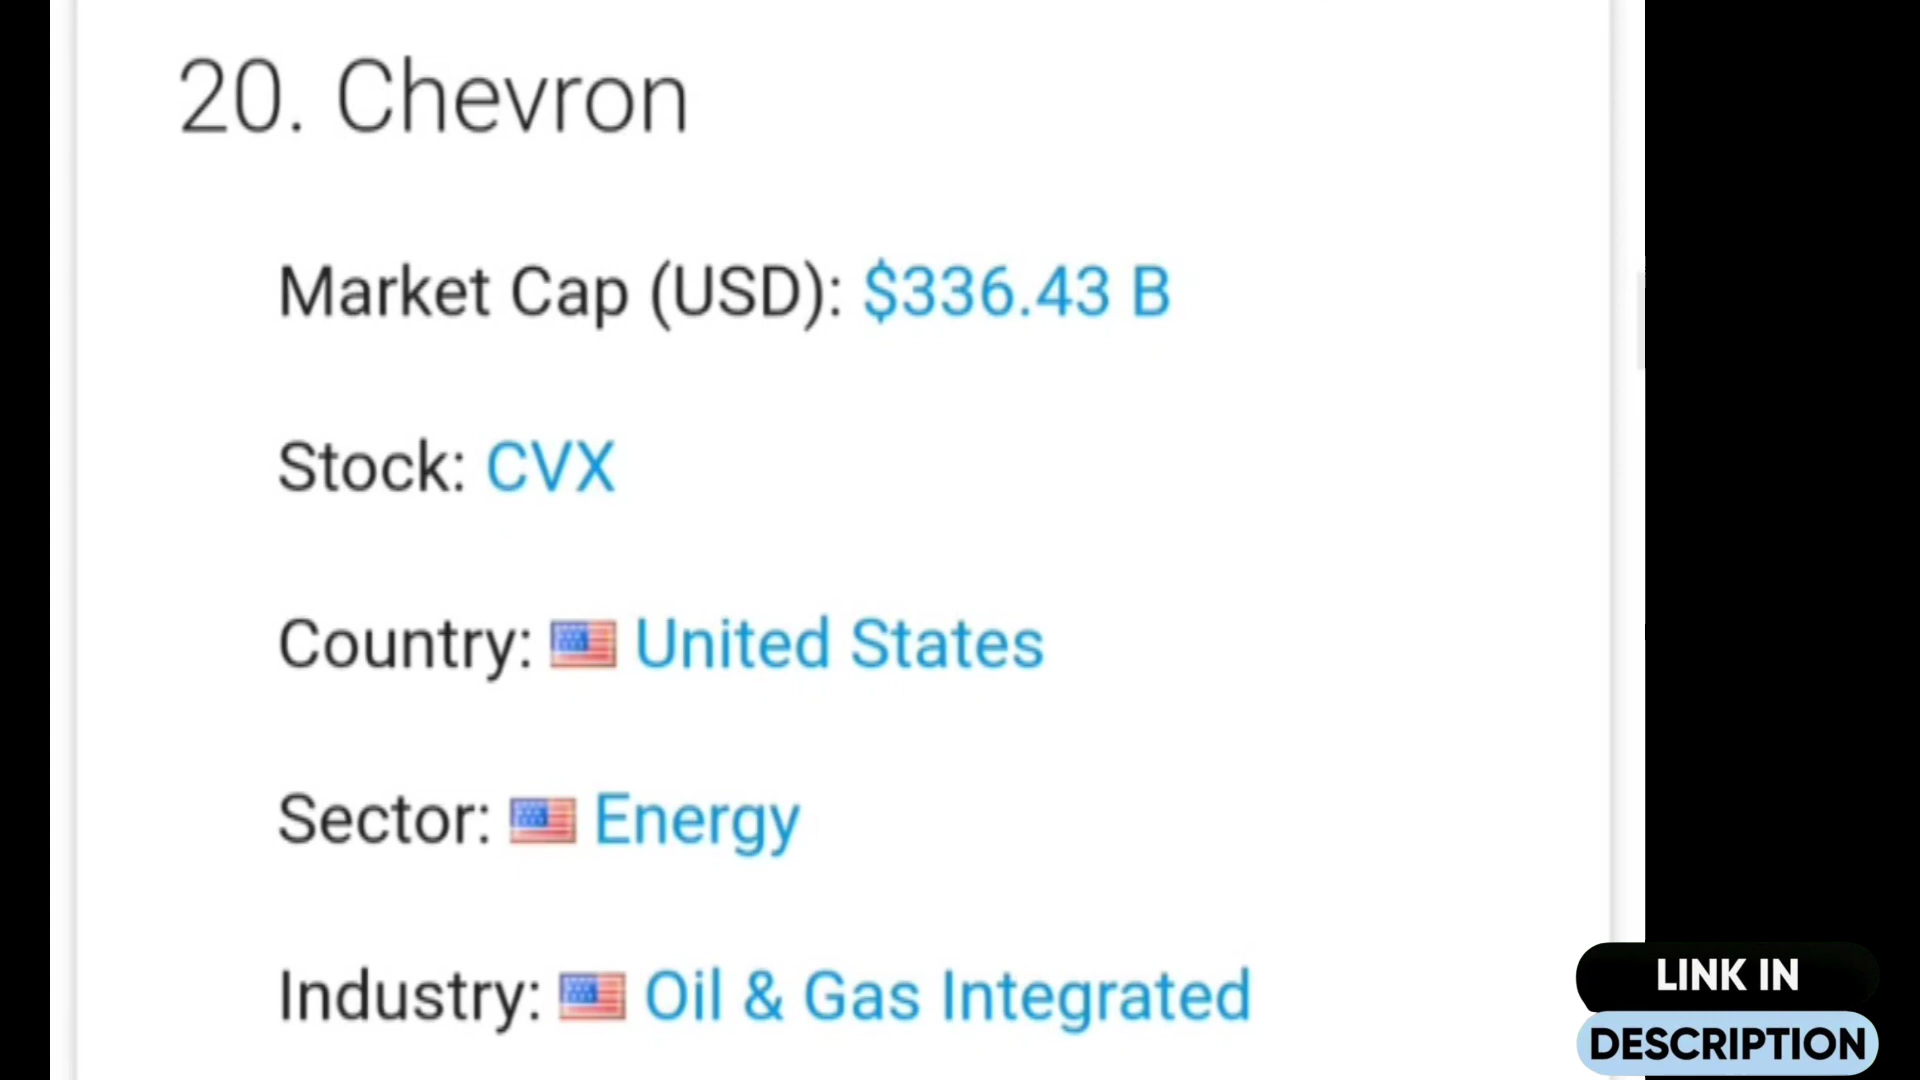 20. Chevron
Market Cap (USD): $336.43 B
Stock: CVX
Country: United States
Sector: Energy
Industry: Oil & Gas Integrated
LINK IN
DESCRIPTION